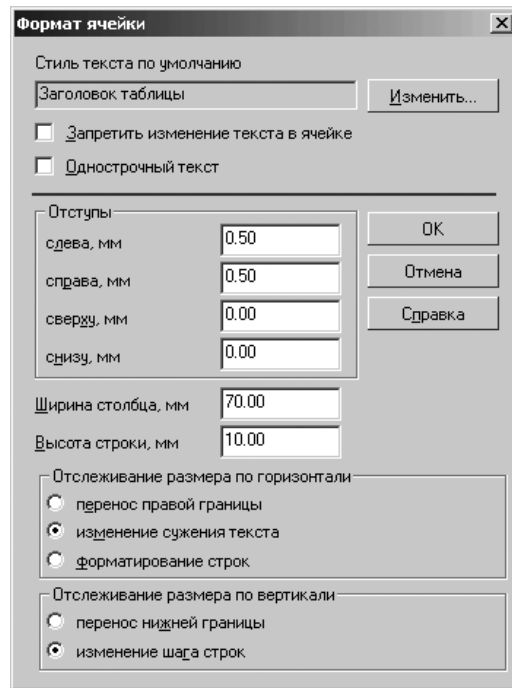 Формат ячейки
Стиль текста по умолчанию
Заголовок таблицы
Изменить...
Запретить изменение текста в ячейке
Однострочный текст
Отступы
слева, мм 0.50
справа, мм 0.50
сверху, мм 0.00
снизу, мм 0.00
OK
Отмена
Справка
Ширина столбца, мм 70.00
Высота строки, мм 10.00
Отслеживание размера по горизонтали
перенос правой границы
изменение сужения текста
форматирование строк
Отслеживание размера по вертикали
перенос нижней границы
изменение шага строк